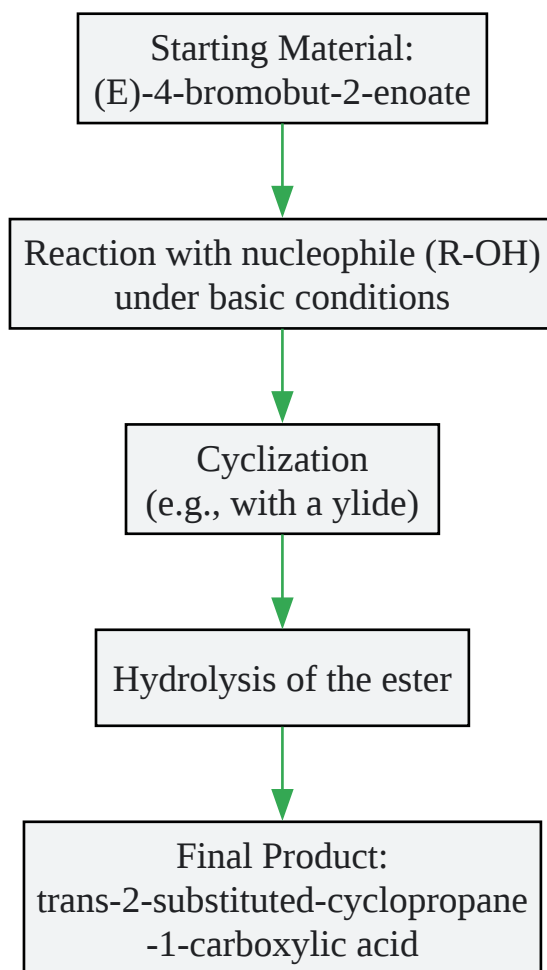 Starting Material:
(E)-4-bromobut-2-enoate
Reaction with nucleophile (R-OH)
under basic conditions
Cyclization
(e.g., with a ylide)
Hydrolysis of the ester
Final Product:
trans-2-substituted-cyclopropane
-1-carboxylic acid